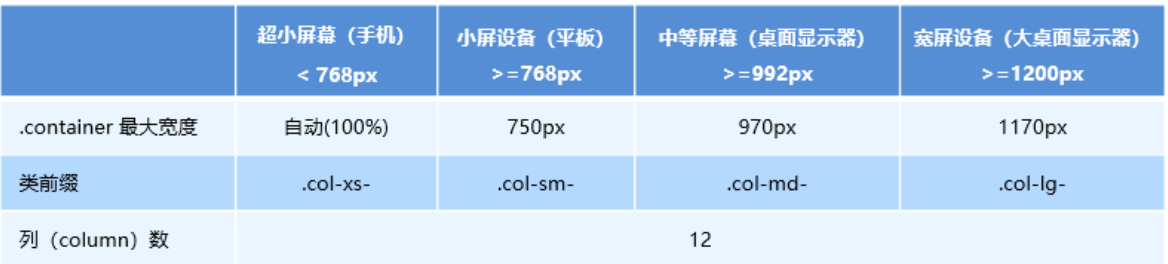 超小屏幕（手机） 小屏设备（平板） 中等屏幕（桌面显示器） 宽屏设备（大桌面显示器）
< 768px >=768px >=992px >=1200px
.container 最大宽度 自动(100%) 750px 970px 1170px
类前缀 .col-xs- .col-sm- .col-md- .col-lg-
列（column）数 12